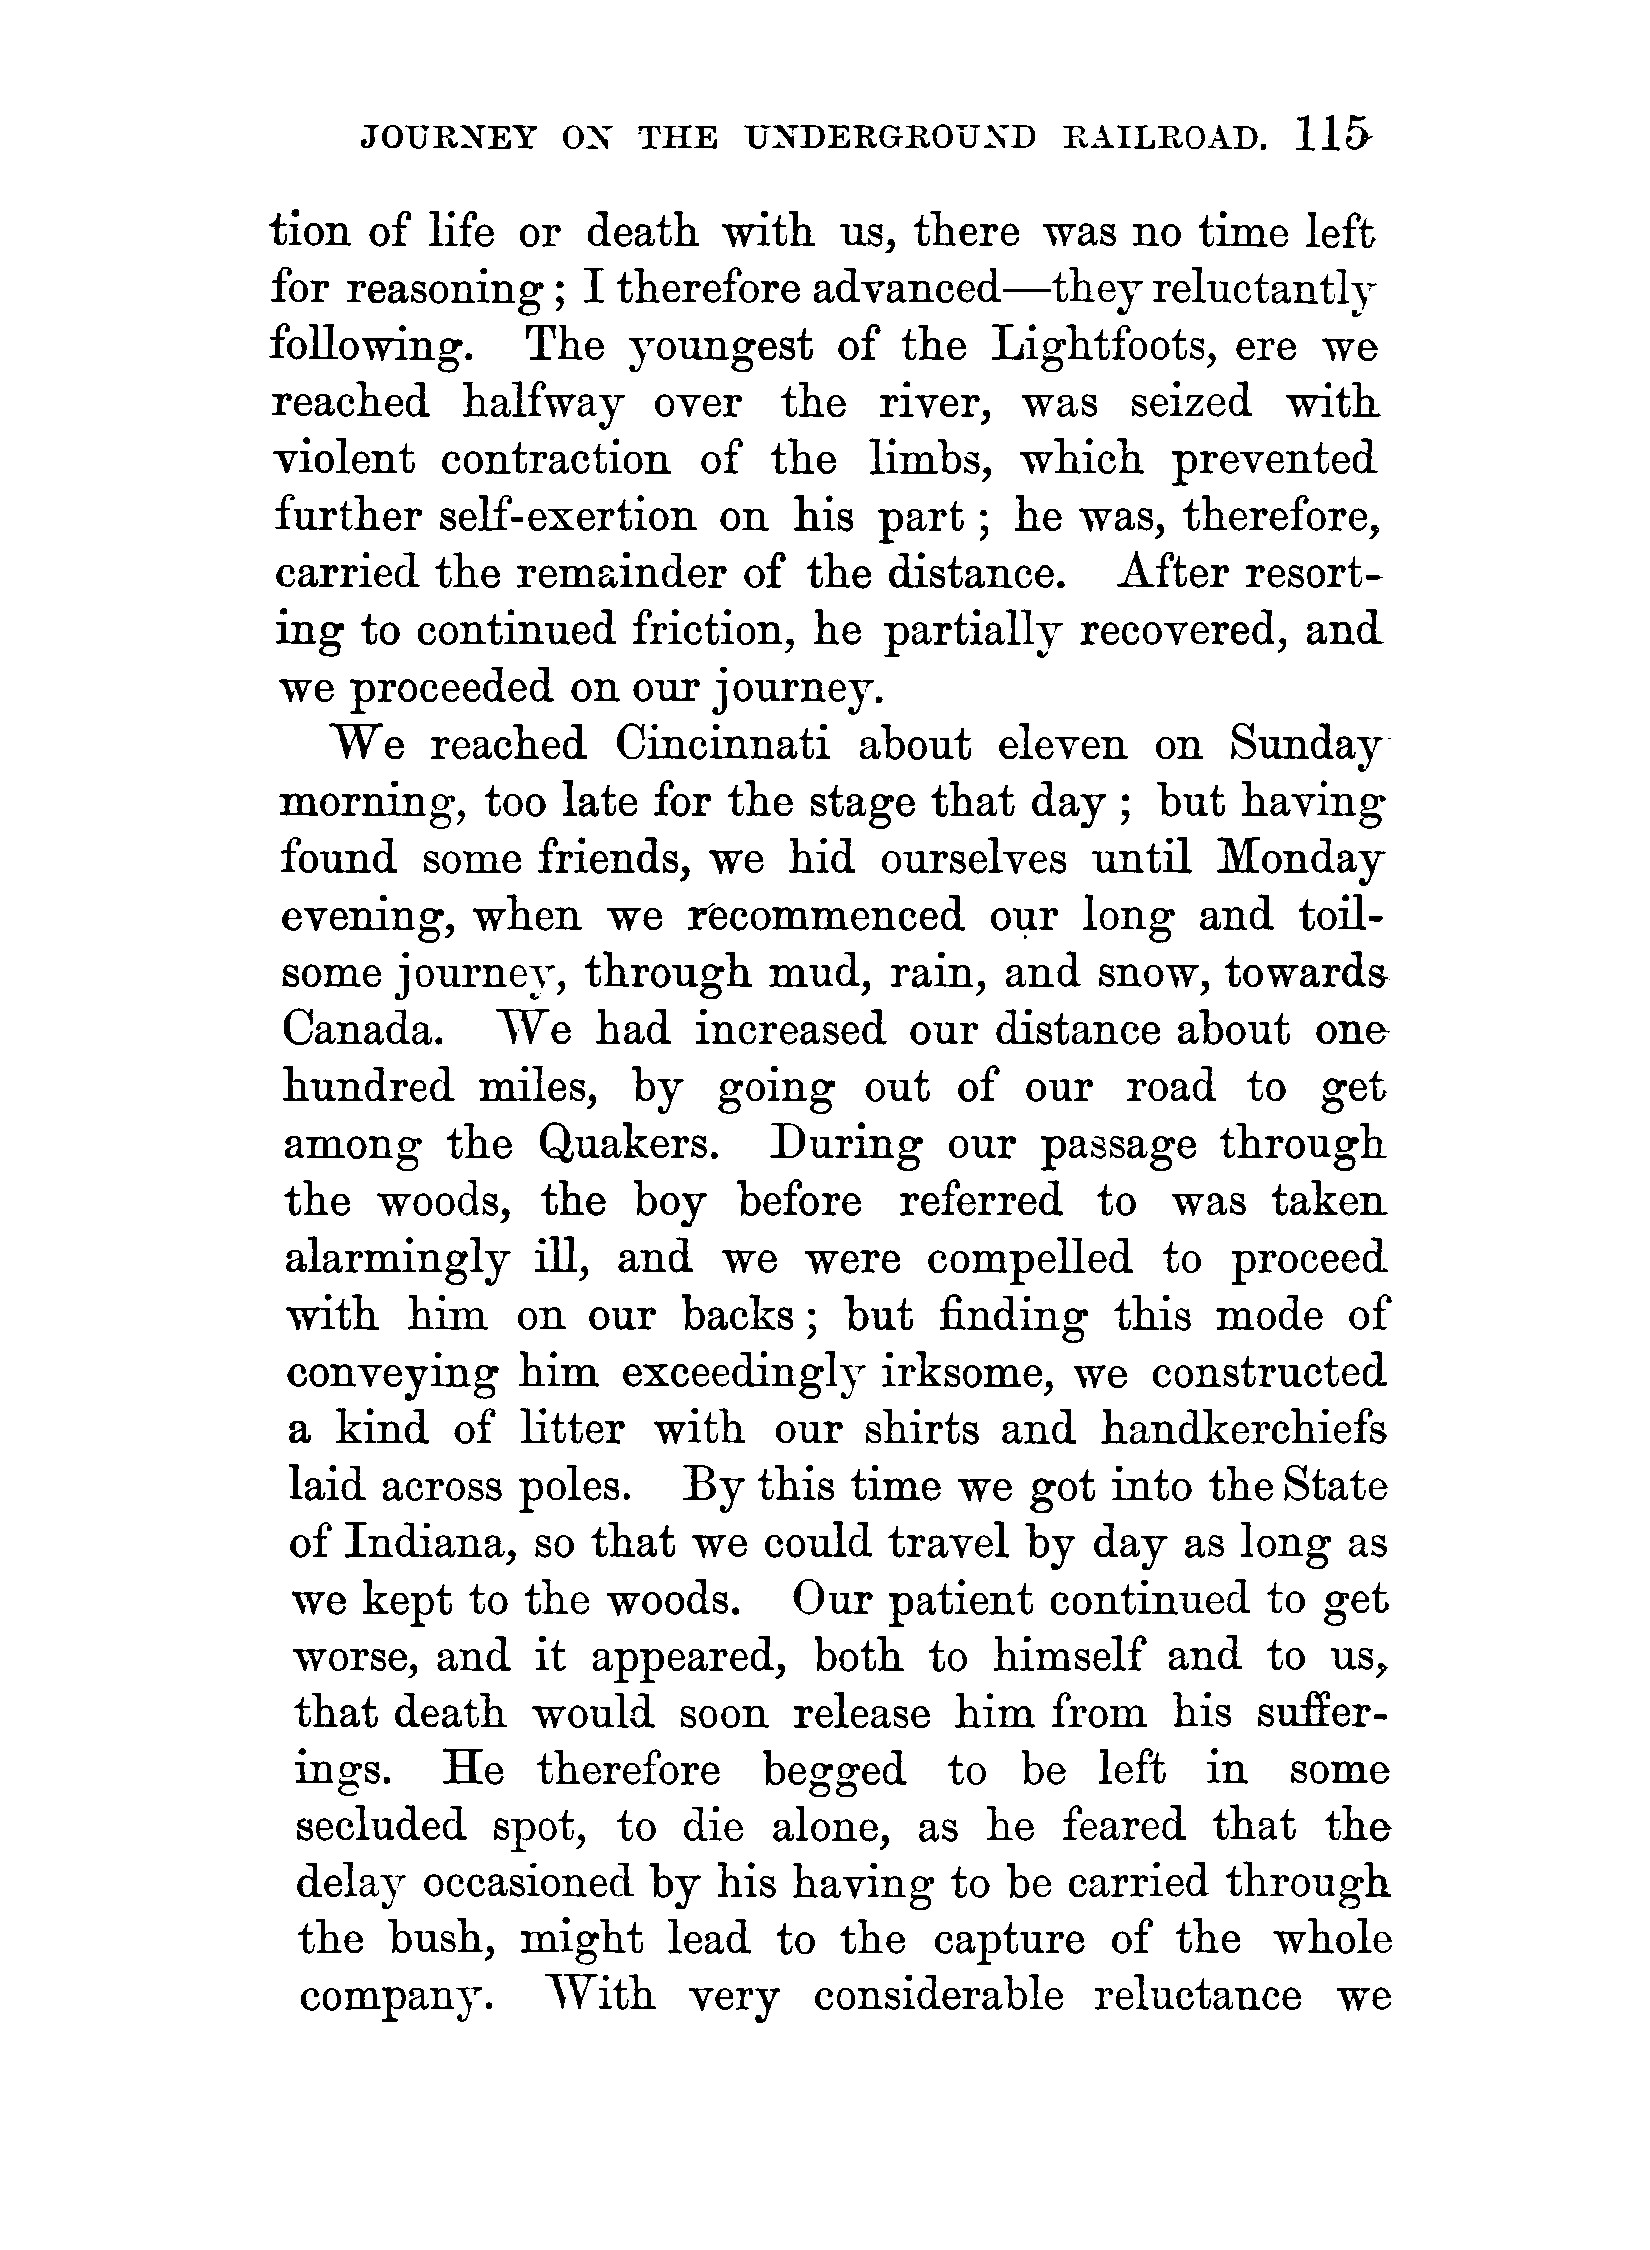 JOURNEY ON THE UNDERGROUND RAILROAD. 115
tion of life or death with us, there was no time left
for reasoning; I therefore advanced—they reluctantly
following. The youngest of the Lightfoots, ere we
reached halfway over the river, was seized with
violent contraction of the limbs, which prevented
further self-exertion on his part; he was, therefore,
carried the remainder of the distance. After resort-
ing to continued friction, he partially recovered, and
we proceeded on our journey.
We reached Cincinnati about eleven on Sunday
morning, too late for the stage that day; but having
found some friends, we hid ourselves until Monday
evening, when we recommenced our long and toil-
some journey, through mud, rain, and snow, towards
Canada. We had increased our distance about one
hundred miles, by going out of our road to get
among the Quakers. During our passage through
the woods, the boy before referred to was taken
alarmingly ill, and we were compelled to proceed
with him on our backs; but finding this mode of
conveying him exceedingly irksome, we constructed
a kind of litter with our shirts and handkerchiefs
laid across poles. By this time we got into the State
of Indiana, so that we could travel by day as long as
we kept to the woods. Our patient continued to get
worse, and it appeared, both to himself and to us,
that death would soon release him from his suffer-
ings. He therefore begged to be left in some
secluded spot, to die alone, as he feared that the
delay occasioned by his having to be carried through
the bush, might lead to the capture of the whole
company. With very considerable reluctance we